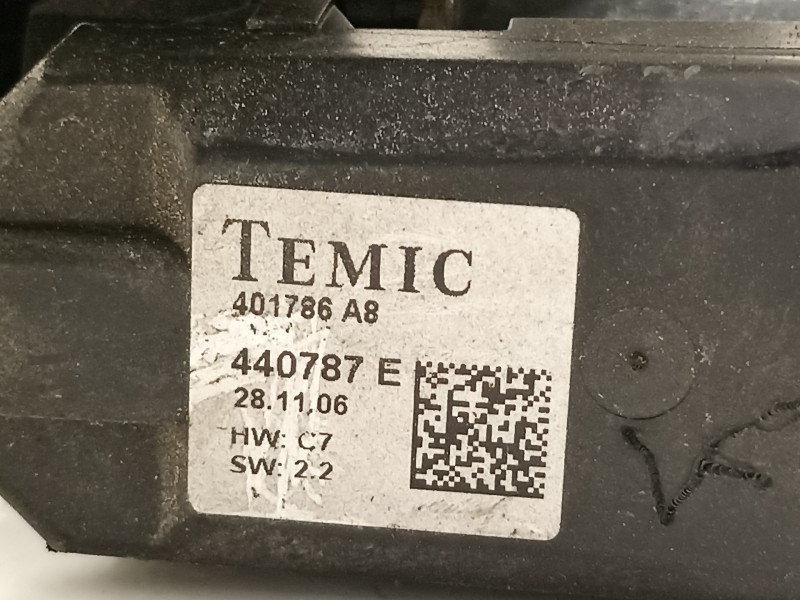 TEMIC
401786 A8
440787 E
28.11.06
HW: C7
SW: 2.2